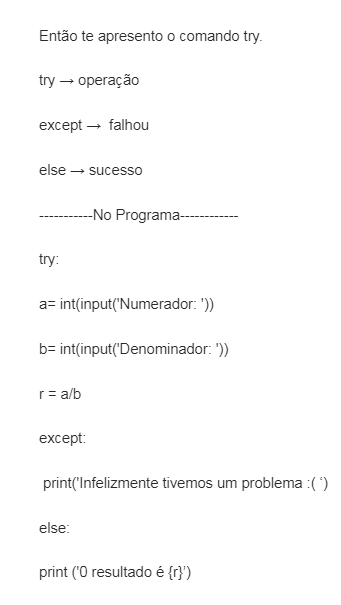 Então te apresento o comando try.
try → operação
except → falhou
else → sucesso
-----------No Programa------------
try:
a= int(input('Numerador: '))
b= int(input('Denominador: '))
r = a/b
except:
print('Infelizmente tivemos um problema :( ‘)
else:
print ('0 resultado é {r}’)